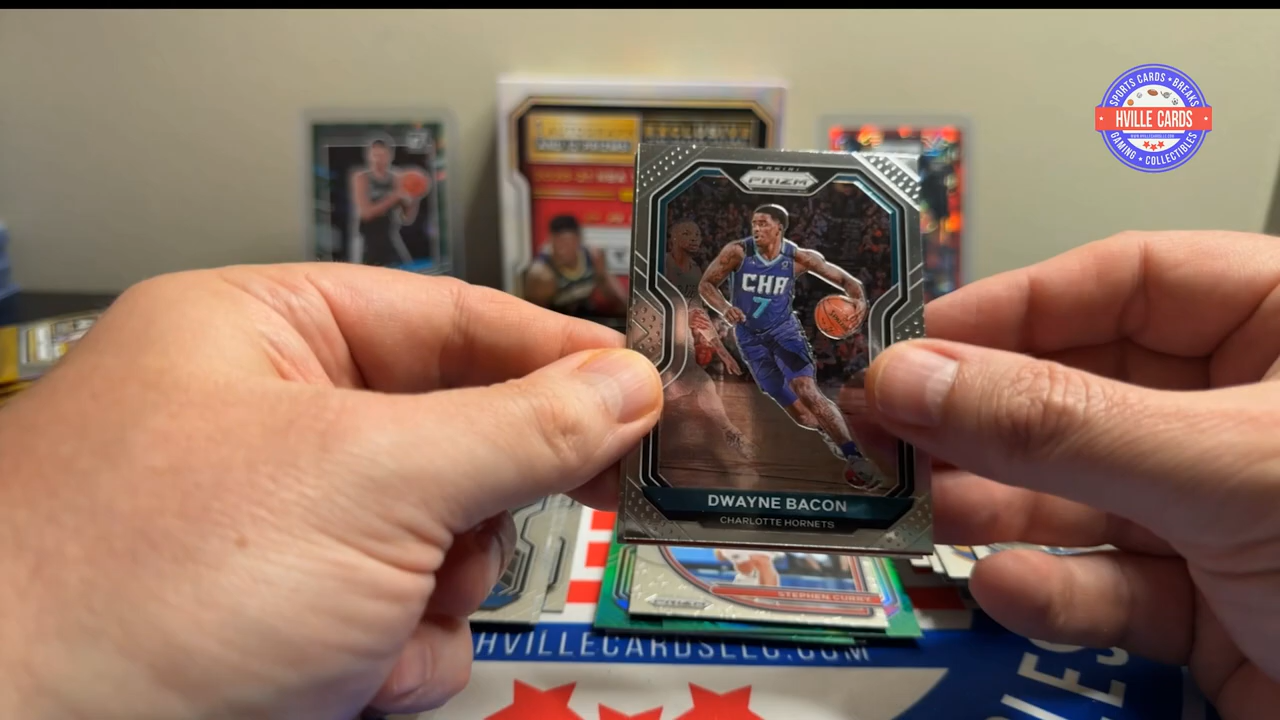 SPORTS CARDS • BREAKS
HVILLE CARDS
GAMING • COLLECTIBLES
PANINI
PRIZM
CHA
7
DWAYNE BACON
CHARLOTTE HORNETS
STEPHEN CURRY
PRIZM
HVILLECARDSLLC.COM